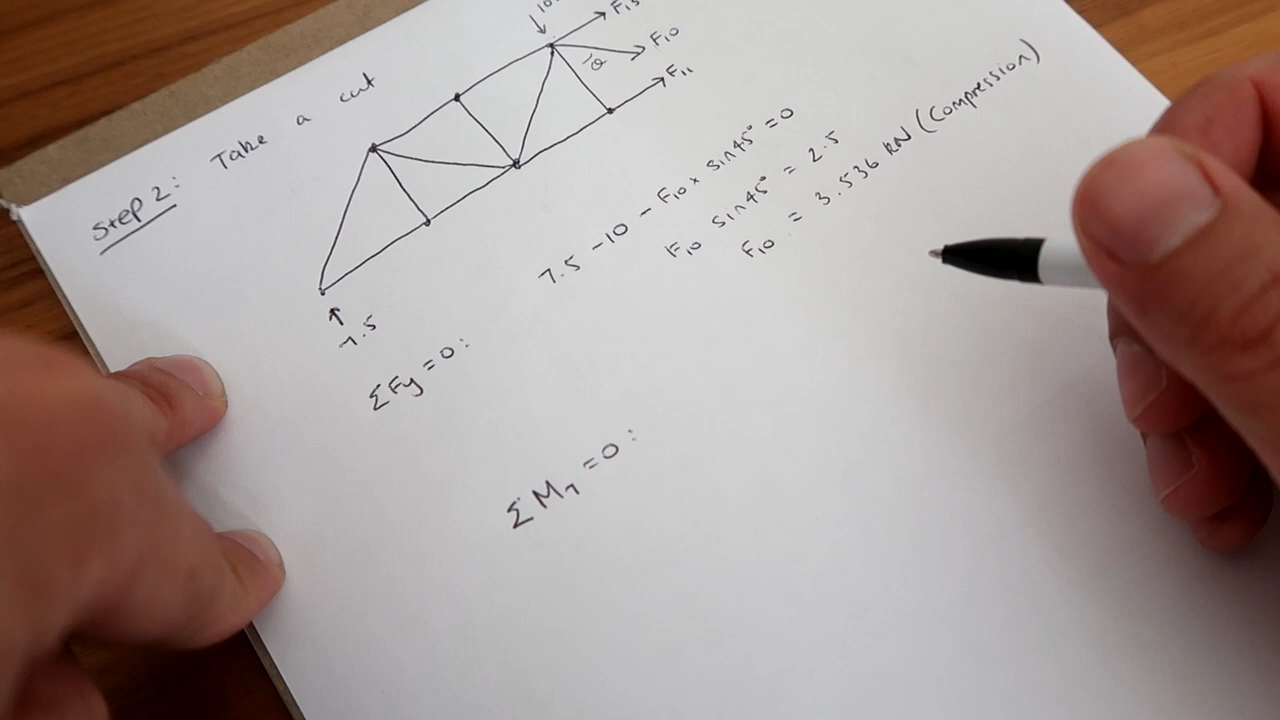 Step 2: Take a cut
10
F13
F10
θ
F11
7.5
ΣFy = 0: 7.5 - 10 - F10 × sin45° = 0
F10 sin45° = 2.5
F10 = 3.536 kN (Compression)
ΣM7 = 0: